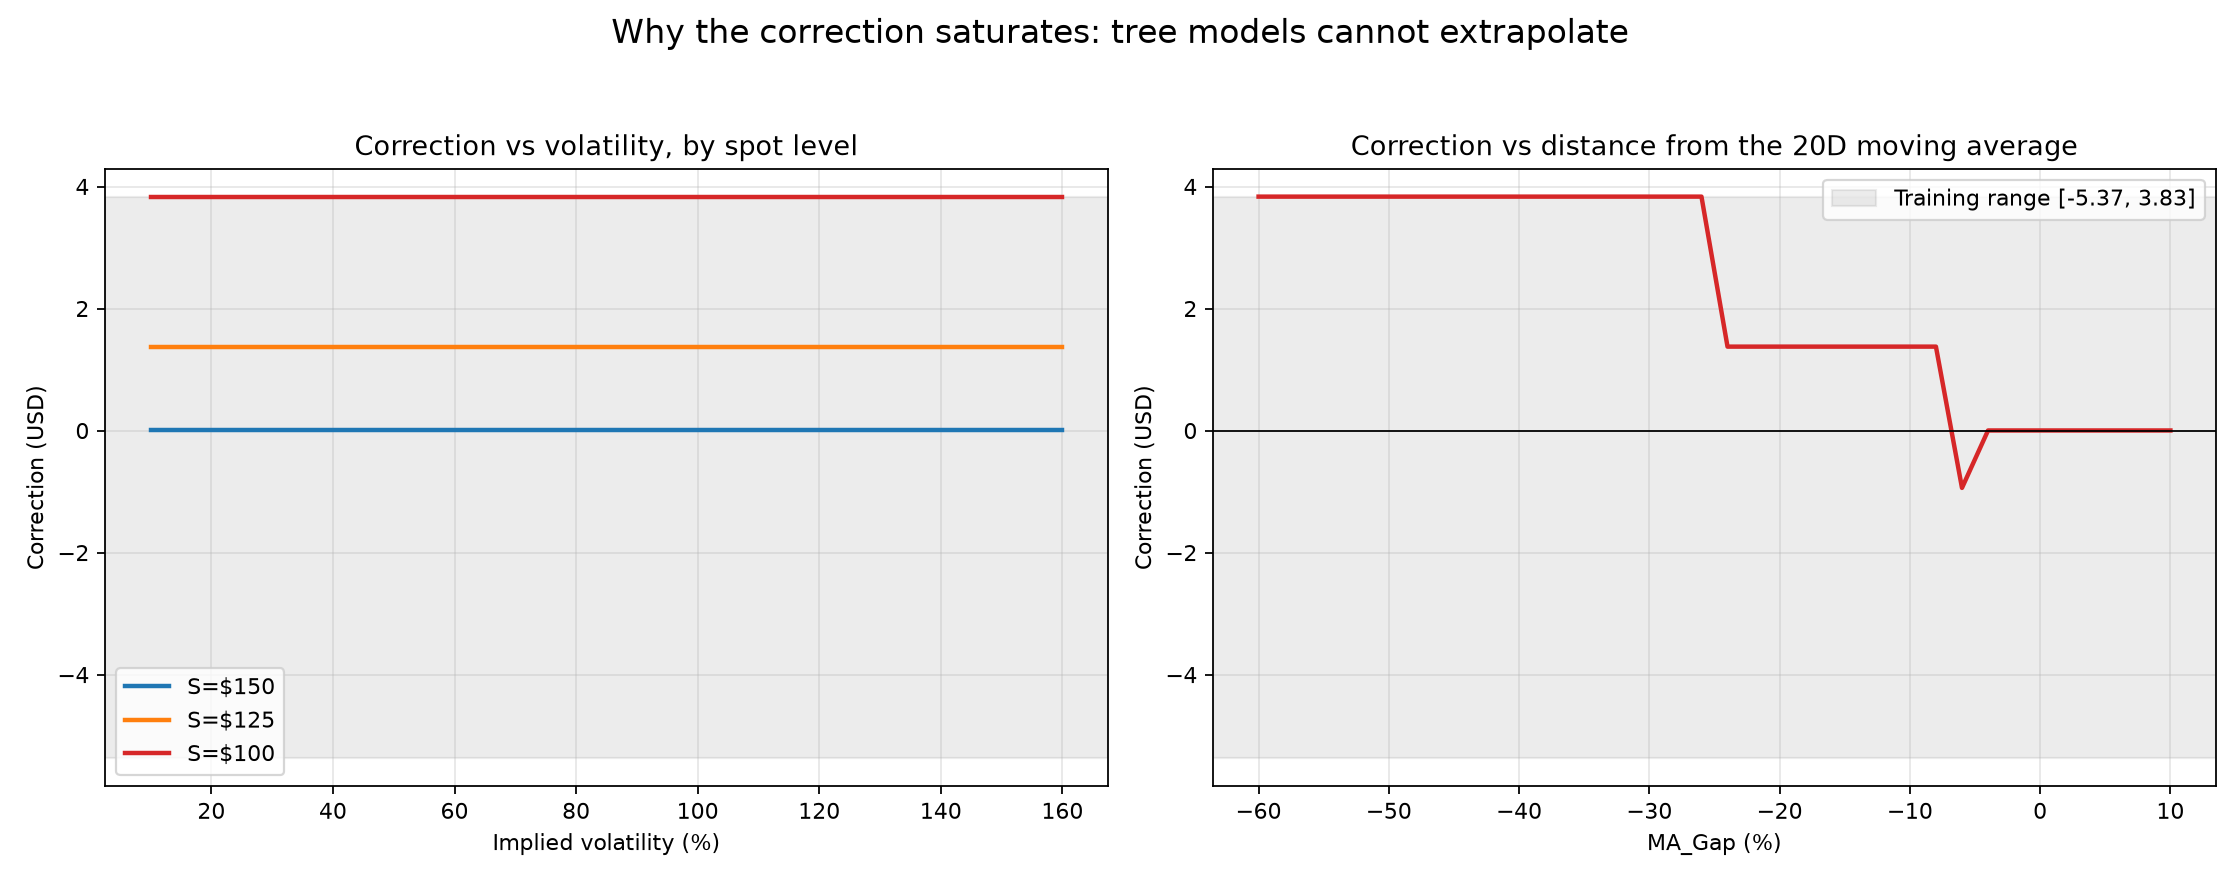 Why the correction saturates: tree models cannot extrapolate
Correction vs volatility, by spot level
4
2
0
−2
−4
Correction (USD)
S=$150
S=$125
S=$100
20 40 60 80 100 120 140 160
Implied volatility (%)
Correction vs distance from the 20D moving average
Training range [-5.37, 3.83]
4
2
0
−2
−4
Correction (USD)
−60 −50 −40 −30 −20 −10 0 10
MA_Gap (%)